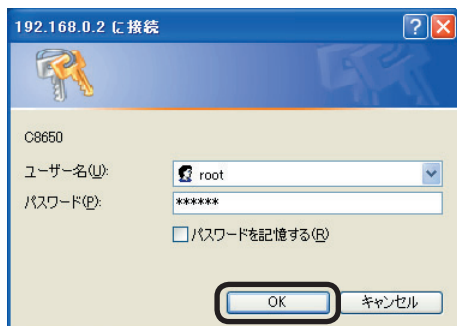 192.168.0.2 に接続
C8650
ユーザー名(U):
root
パスワード(P):
******
パスワードを記憶する(R)
OK
キャンセル